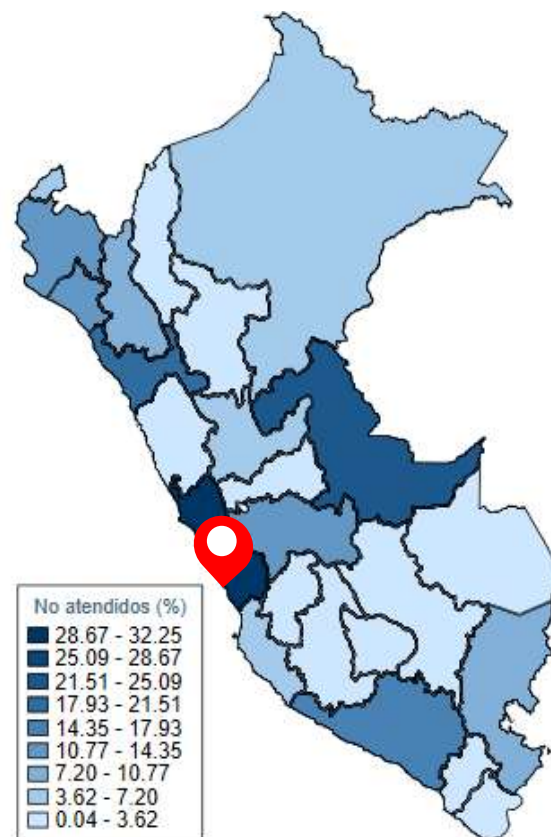 No atendidos (%)
28.67 - 32.25
25.09 - 28.67
21.51 - 25.09
17.93 - 21.51
14.35 - 17.93
10.77 - 14.35
7.20 - 10.77
3.62 - 7.20
0.04 - 3.62